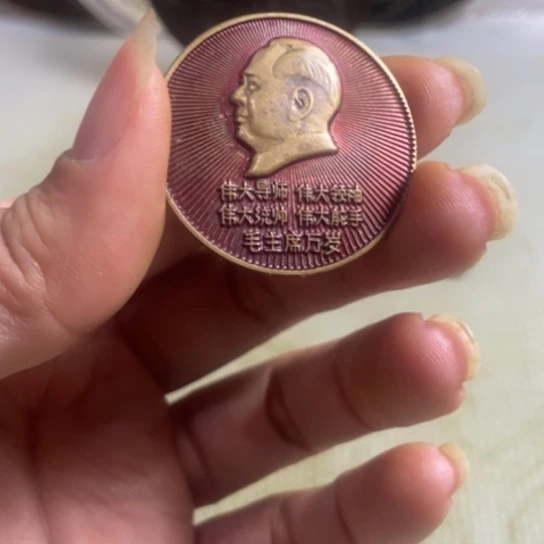 伟大导师 伟大领袖
伟大统帅 伟大舵手
毛主席万岁